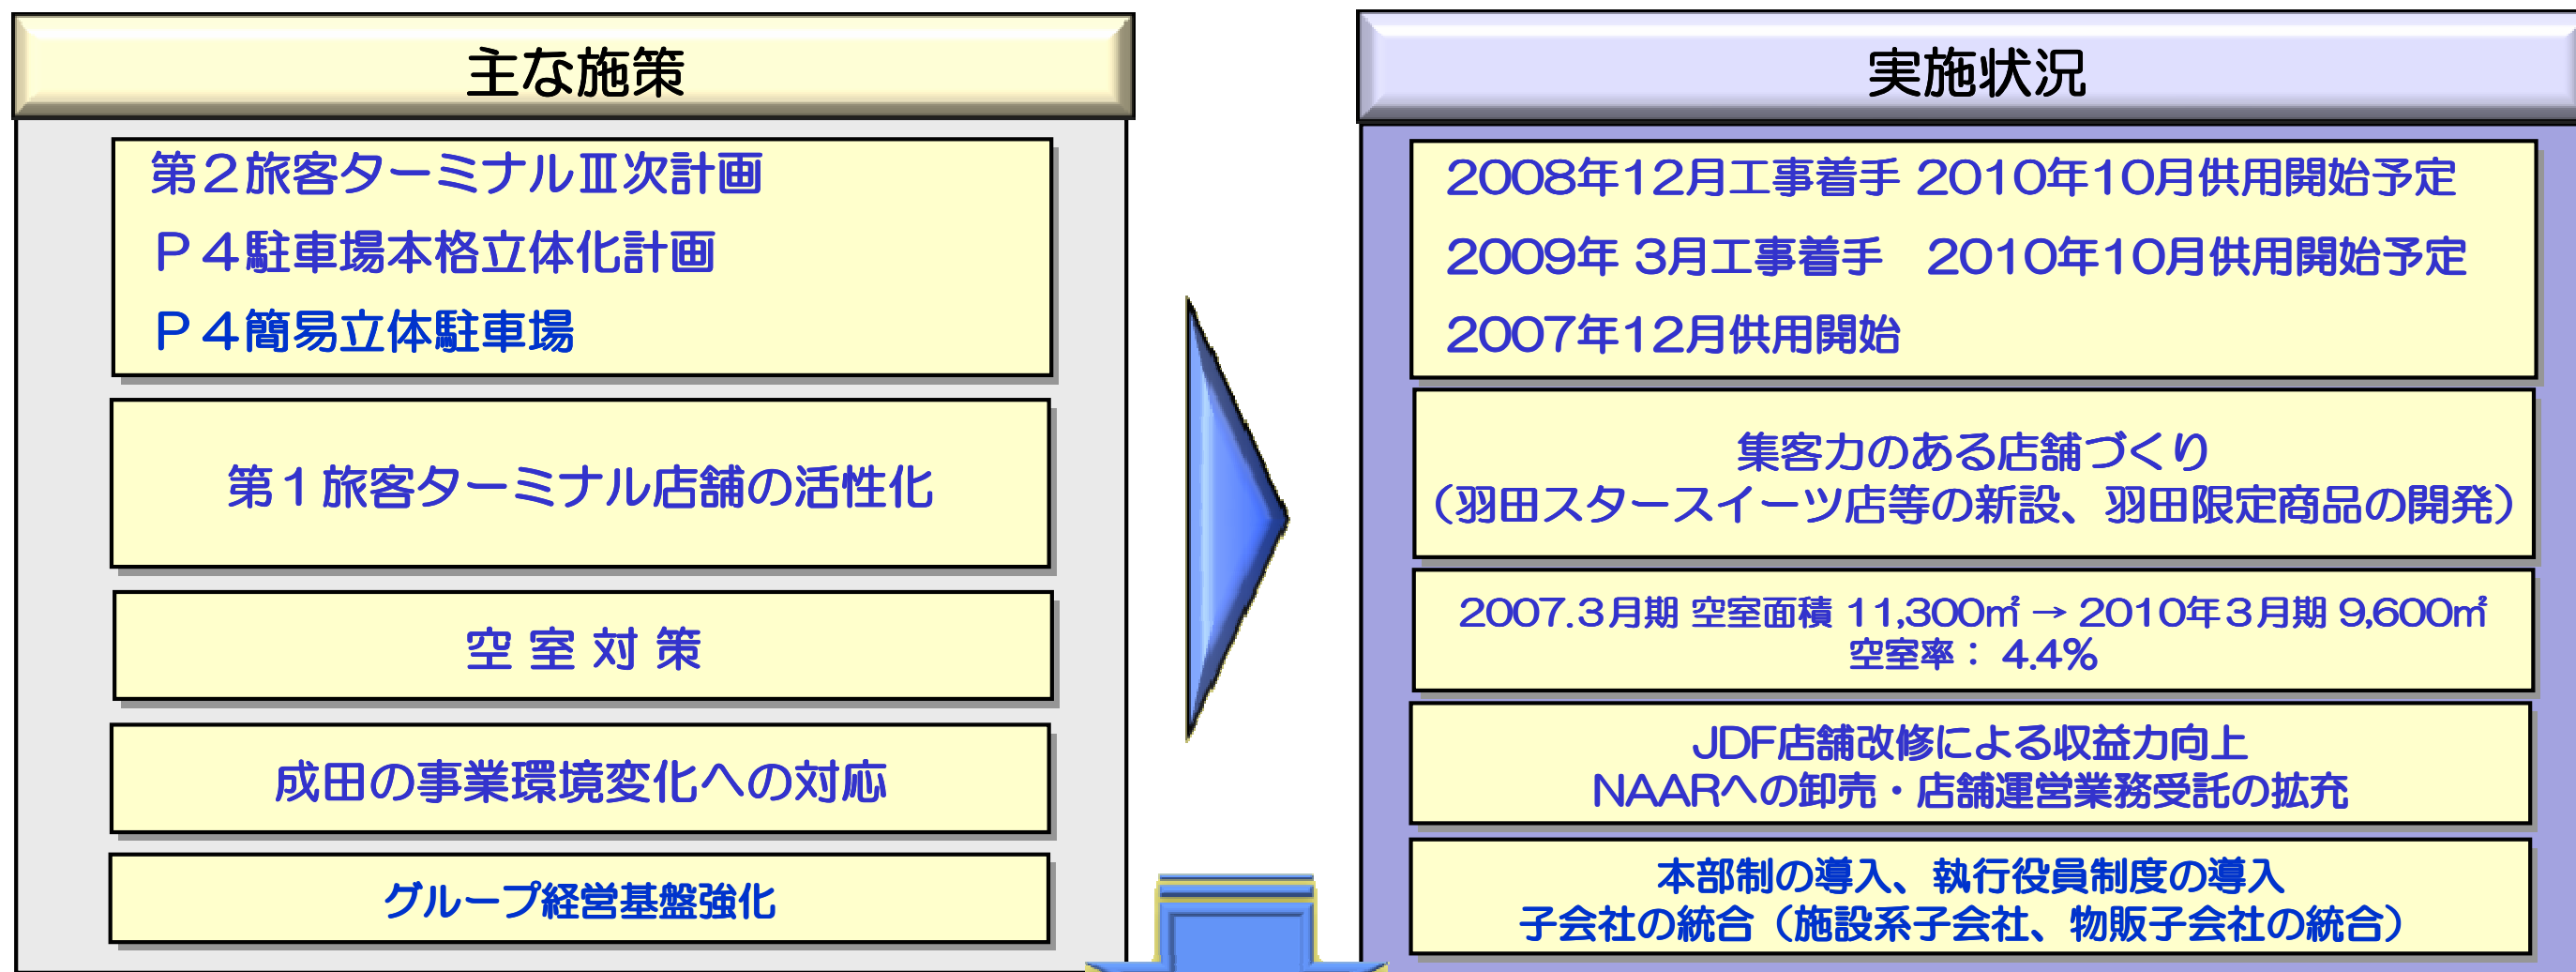 主な施策
第２旅客ターミナルⅢ次計画
Ｐ４駐車場本格立体化計画
Ｐ４簡易立体駐車場
第１旅客ターミナル店舗の活性化
空 室 対 策
成田の事業環境変化への対応
グループ経営基盤強化
実施状況
2008年12月工事着手 2010年10月供用開始予定
2009年 3月工事着手　2010年10月供用開始予定
2007年12月供用開始
集客力のある店舗づくり
（羽田スタースイーツ店等の新設、羽田限定商品の開発）
2007.３月期 空室面積 11,300㎡ → 2010年３月期 9,600㎡
空室率： 4.4%
JDF店舗改修による収益力向上
NAARへの卸売・店舗運営業務受託の拡充
本部制の導入、執行役員制度の導入
子会社の統合（施設系子会社、物販子会社の統合）